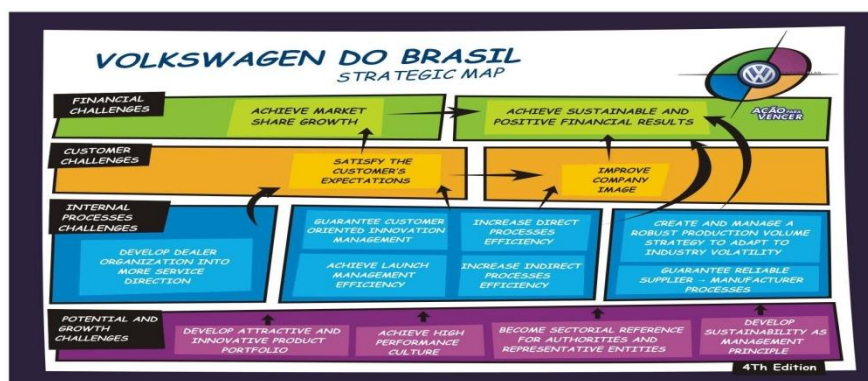 VOLKSWAGEN DO BRASIL
STRATEGIC MAP
AÇÃO PARA
VENCER
FINANCIAL
CHALLENGES
ACHIEVE MARKET
SHARE GROWTH
ACHIEVE SUSTAINABLE AND
POSITIVE FINANCIAL RESULTS
CUSTOMER
CHALLENGES
SATISFY THE
CUSTOMER'S
EXPECTATIONS
IMPROVE
COMPANY
IMAGE
INTERNAL
PROCESSES
CHALLENGES
DEVELOP DEALER
ORGANIZATION INTO
MORE SERVICE
DIRECTION
GUARANTEE CUSTOMER
ORIENTED INNOVATION
MANAGEMENT
INCREASE DIRECT
PROCESSES
EFFICIENCY
ACHIEVE LAUNCH
MANAGEMENT
EFFICIENCY
INCREASE INDIRECT
PROCESSES
EFFICIENCY
CREATE AND MANAGE A
ROBUST PRODUCTION VOLUME
STRATEGY TO ADAPT TO
INDUSTRY VOLATILITY
GUARANTEE RELIABLE
SUPPLIER → MANUFACTURER
PROCESSES
POTENTIAL AND
GROWTH
CHALLENGES
DEVELOP ATTRACTIVE AND
INNOVATIVE PRODUCT
PORTFOLIO
ACHIEVE HIGH
PERFORMANCE
CULTURE
BECOME SECTORIAL REFERENCE
FOR AUTHORITIES AND
REPRESENTATIVE ENTITIES
DEVELOP
SUSTAINABILITY AS
MANAGEMENT
PRINCIPLE
4Th Edition